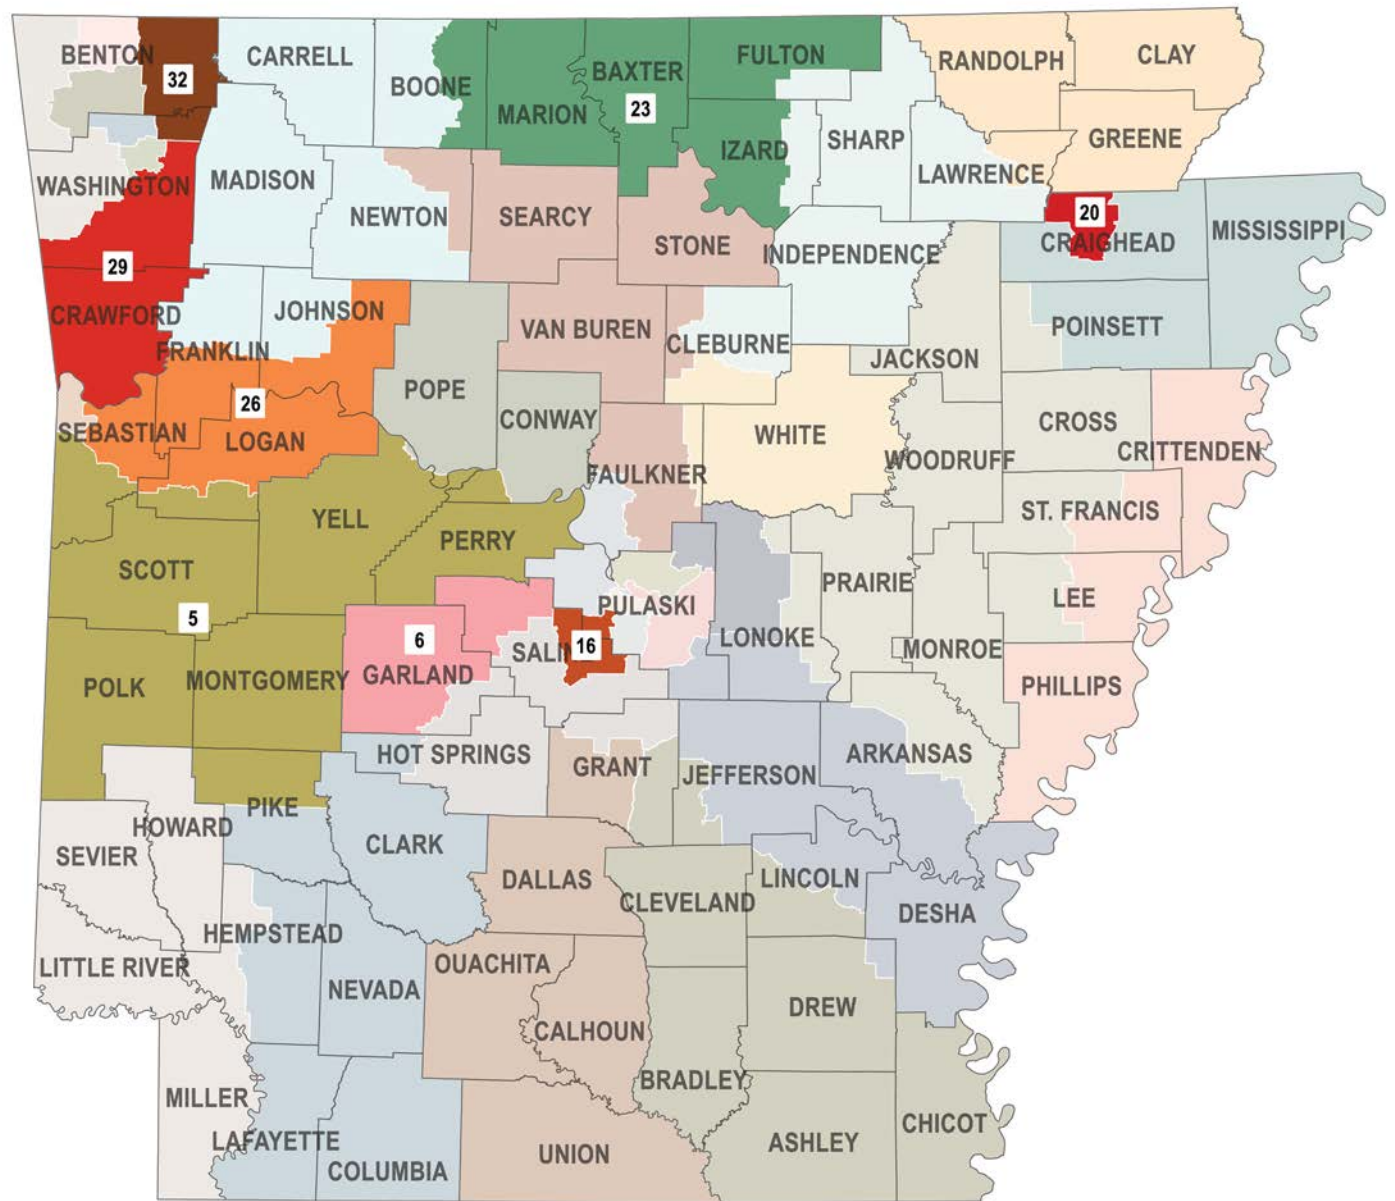 BENTON
32
CARRELL
BOONE
MARION
BAXTER
23
FULTON
RANDOLPH
CLAY
IZARD
SHARP
GREENE
LAWRENCE
WASHINGTON
MADISON
NEWTON
SEARCY
STONE
INDEPENDENCE
20
CRAIGHEAD
MISSISSIPPI
29
CRAWFORD
JOHNSON
FRANKLIN
VAN BUREN
CLEBURNE
JACKSON
POINSETT
POPE
26
SEBASTIAN
LOGAN
CONWAY
FAULKNER
WHITE
WOODRUFF
CROSS
CRITTENDEN
YELL
PERRY
ST. FRANCIS
SCOTT
5
PULASKI
PRAIRIE
LEE
6
GARLAND
SALINE
16
LONOKE
MONROE
POLK
MONTGOMERY
PHILLIPS
HOT SPRINGS
GRANT
JEFFERSON
ARKANSAS
PIKE
HOWARD
SEVIER
CLARK
DALLAS
CLEVELAND
LINCOLN
DESHA
HEMPSTEAD
LITTLE RIVER
NEVADA
OUACHITA
CALHOUN
DREW
MILLER
BRADLEY
LAFAYETTE
COLUMBIA
UNION
ASHLEY
CHICOT